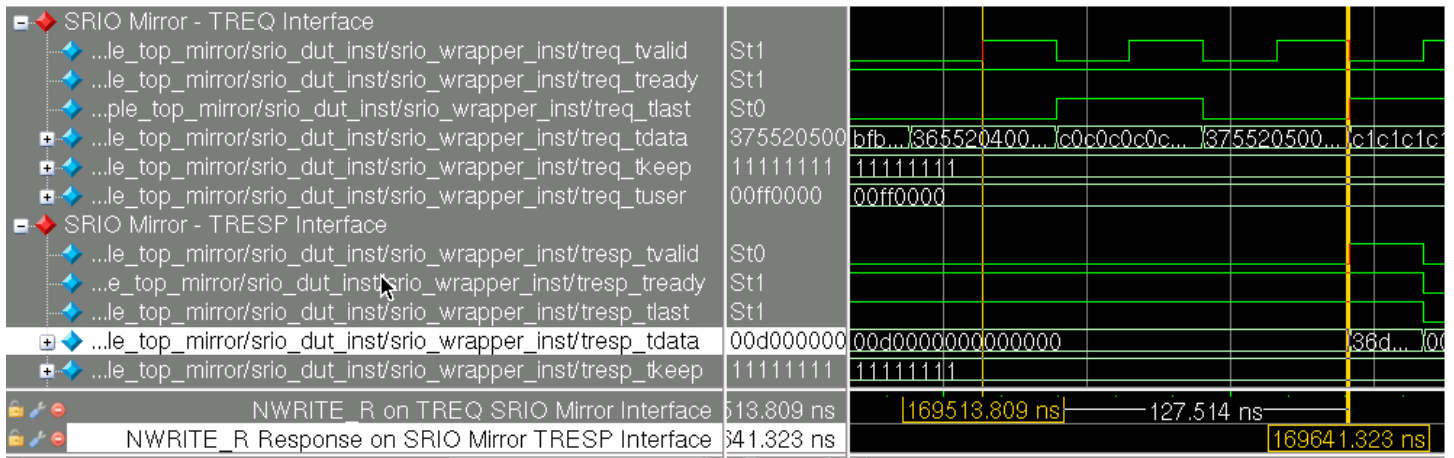 SRIO Mirror - TREQ Interface
...le_top_mirror/srio_dut_inst/srio_wrapper_inst/treq_tvalid St1
...le_top_mirror/srio_dut_inst/srio_wrapper_inst/treq_tready St1
...ple_top_mirror/srio_dut_inst/srio_wrapper_inst/treq_tlast St0
...le_top_mirror/srio_dut_inst/srio_wrapper_inst/treq_tdata 375520500 bfb... 365520400... c0c0c0c0c... 375520500... c1c1c1c1
...le_top_mirror/srio_dut_inst/srio_wrapper_inst/treq_tkeep 11111111 11111111
...le_top_mirror/srio_dut_inst/srio_wrapper_inst/treq_tuser 00ff0000 00ff0000
SRIO Mirror - TRESP Interface
...le_top_mirror/srio_dut_inst/srio_wrapper_inst/tresp_tvalid St0
...e_top_mirror/srio_dut_inst/srio_wrapper_inst/tresp_tready St1
...le_top_mirror/srio_dut_inst/srio_wrapper_inst/tresp_tlast St1
...le_top_mirror/srio_dut_inst/srio_wrapper_inst/tresp_tdata 00d000000 00d0000000000000 36d... 00
...le_top_mirror/srio_dut_inst/srio_wrapper_inst/tresp_tkeep 11111111 11111111
NWRITE_R on TREQ SRIO Mirror Interface 513.809 ns 169513.809 ns 127.514 ns
NWRITE_R Response on SRIO Mirror TRESP Interface 641.323 ns 169641.323 ns